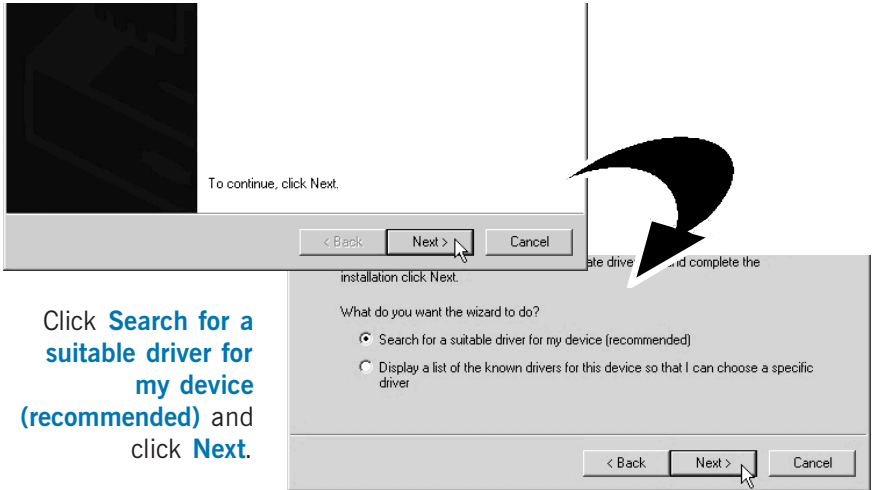 To continue, click Next.
< Back Next > Cancel
drive and complete the
installation click Next.
What do you want the wizard to do?
Search for a suitable driver for my device (recommended)
Display a list of the known drivers for this device so that I can choose a specific
driver
< Back Next > Cancel
Click Search for a
suitable driver for
my device
(recommended) and
click Next.